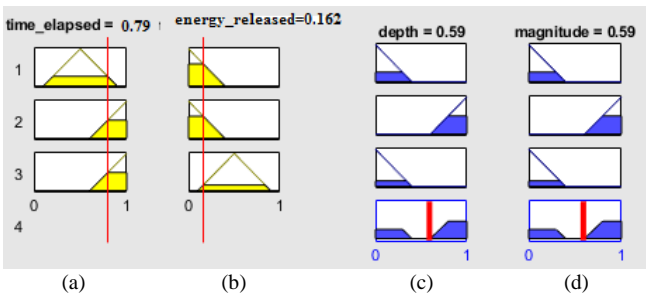 time_elapsed = 0.79
energy_released=0.162
depth = 0.59
magnitude = 0.59
1
2
3
4
0 1
0 1
0 1
0 1
(a) (b) (c) (d)